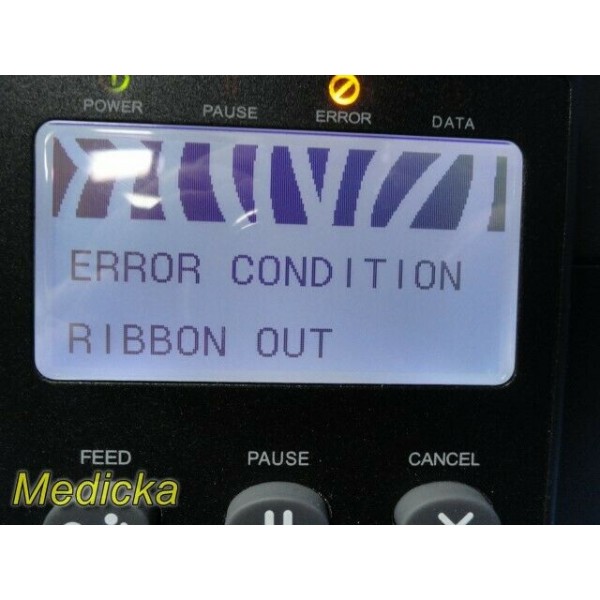 POWER PAUSE ERROR DATA
ERROR CONDITION
RIBBON OUT
FEED PAUSE CANCEL
Medicka